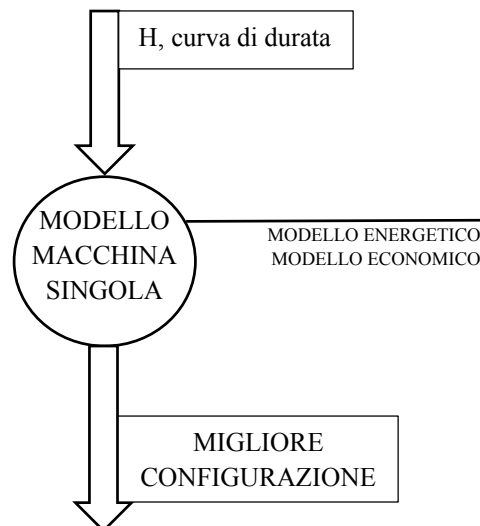 H, curva di durata
MODELLO
MACCHINA
SINGOLA
MODELLO ENERGETICO
MODELLO ECONOMICO
MIGLIORE
CONFIGURAZIONE